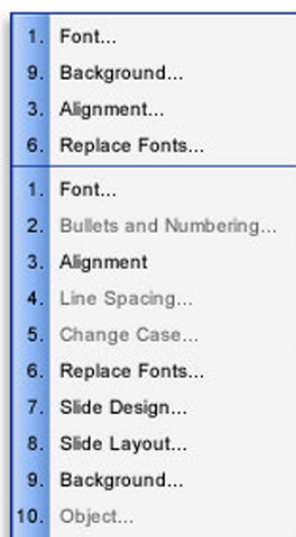 1. Font...
9. Background...
3. Alignment...
6. Replace Fonts...
1. Font...
2. Bullets and Numbering...
3. Alignment
4. Line Spacing...
5. Change Case...
6. Replace Fonts...
7. Slide Design...
8. Slide Layout...
9. Background...
10. Object...